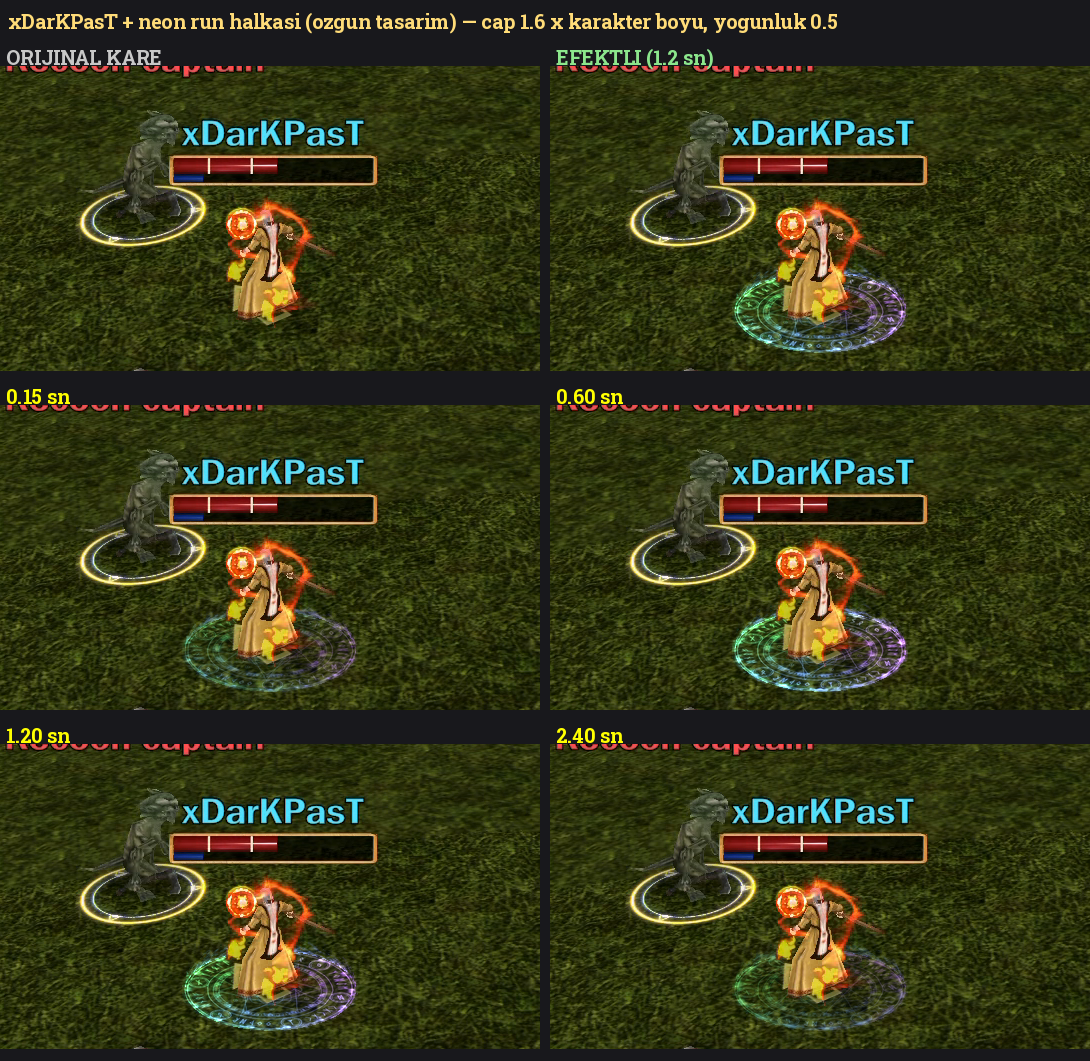 xDarKPasT + neon run halkasi (ozgun tasarim) — cap 1.6 x karakter boyu, yogunluk 0.5
ORIJINAL KARE
EFEKTLI (1.2 sn)
xDarKPasT
xDarKPasT
0.15 sn
0.60 sn
xDarKPasT
xDarKPasT
1.20 sn
2.40 sn
xDarKPasT
xDarKPasT